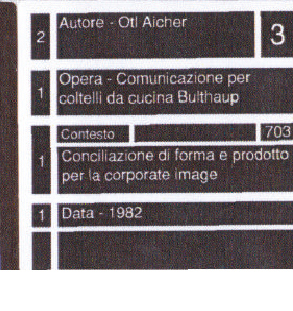 2 Autore - Otl Aicher 3
1 Opera - Comunicazione per
coltelli da cucina Bulthaup
Contesto 703
1 Conciliazione di forma e prodotto
per la corporate image
1 Data - 1982